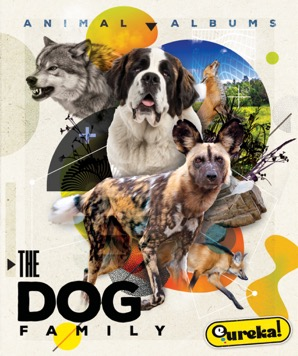 ANIMAL ALBUMS
THE
DOG
FAMILY
eureka!